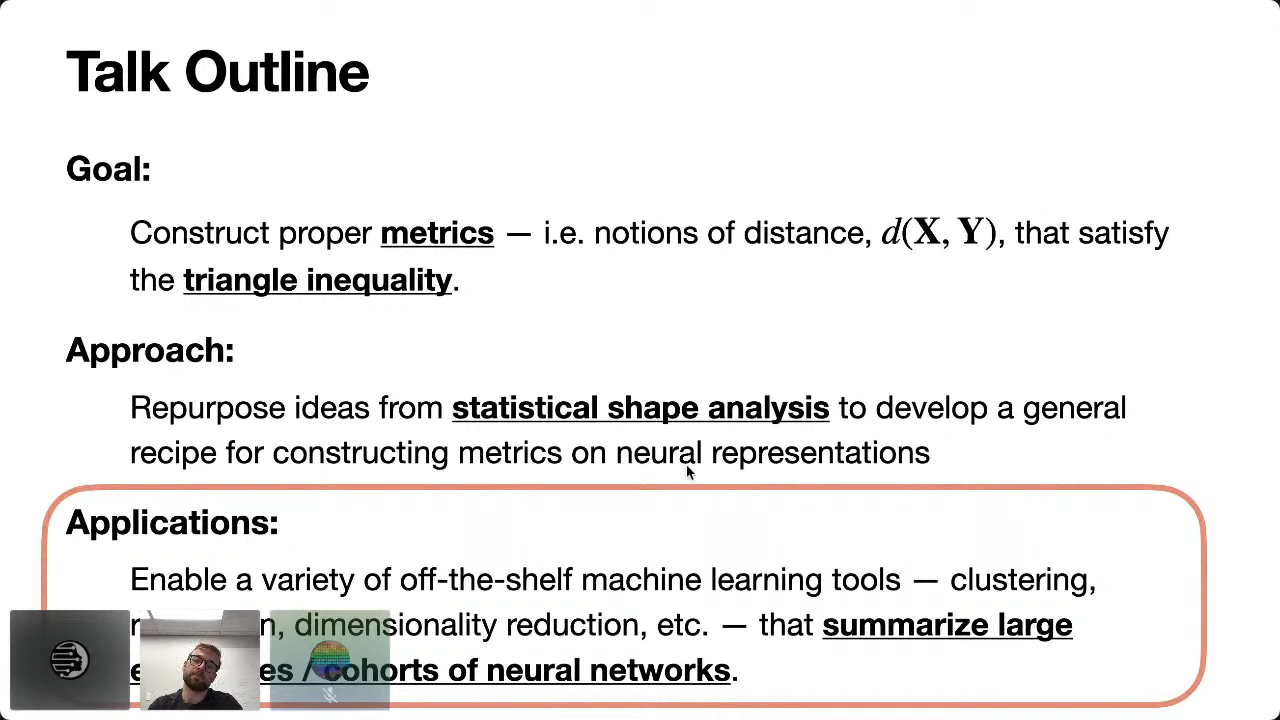 Talk Outline
Goal:
Construct proper metrics — i.e. notions of distance, d(X, Y), that satisfy
the triangle inequality.
Approach:
Repurpose ideas from statistical shape analysis to develop a general
recipe for constructing metrics on neural representations
Applications:
Enable a variety of off-the-shelf machine learning tools — clustering,
dimensionality reduction, etc. — that summarize large
/ cohorts of neural networks.